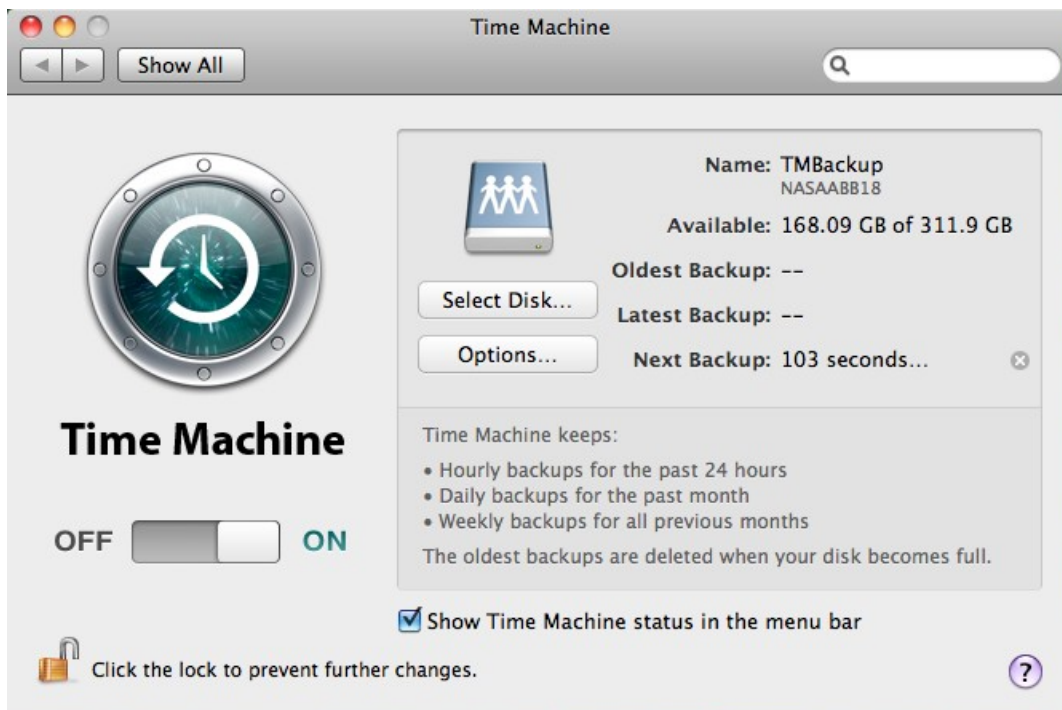 Time Machine
Show All
Name: TMBackup
NASAABB18
Available: 168.09 GB of 311.9 GB
Oldest Backup: --
Select Disk...
Latest Backup: --
Options...
Next Backup: 103 seconds...
Time Machine
OFF ON
Time Machine keeps:
• Hourly backups for the past 24 hours
• Daily backups for the past month
• Weekly backups for all previous months
The oldest backups are deleted when your disk becomes full.
Show Time Machine status in the menu bar
Click the lock to prevent further changes.
?